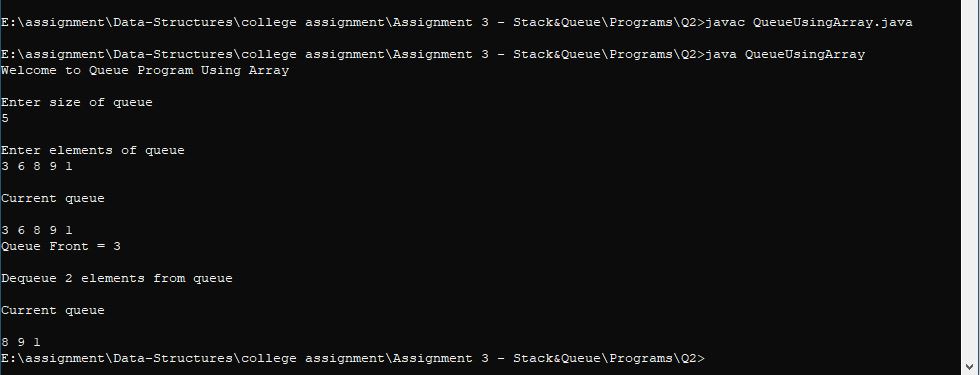 E:\assignment\Data-Structures\college assignment\Assignment 3 - Stack&Queue\Programs\Q2>javac QueueUsingArray.java
E:\assignment\Data-Structures\college assignment\Assignment 3 - Stack&Queue\Programs\Q2>java QueueUsingArray
Welcome to Queue Program Using Array
Enter size of queue
5
Enter elements of queue
3 6 8 9 1
Current queue
3 6 8 9 1
Queue Front = 3
Dequeue 2 elements from queue
Current queue
8 9 1
E:\assignment\Data-Structures\college assignment\Assignment 3 - Stack&Queue\Programs\Q2>